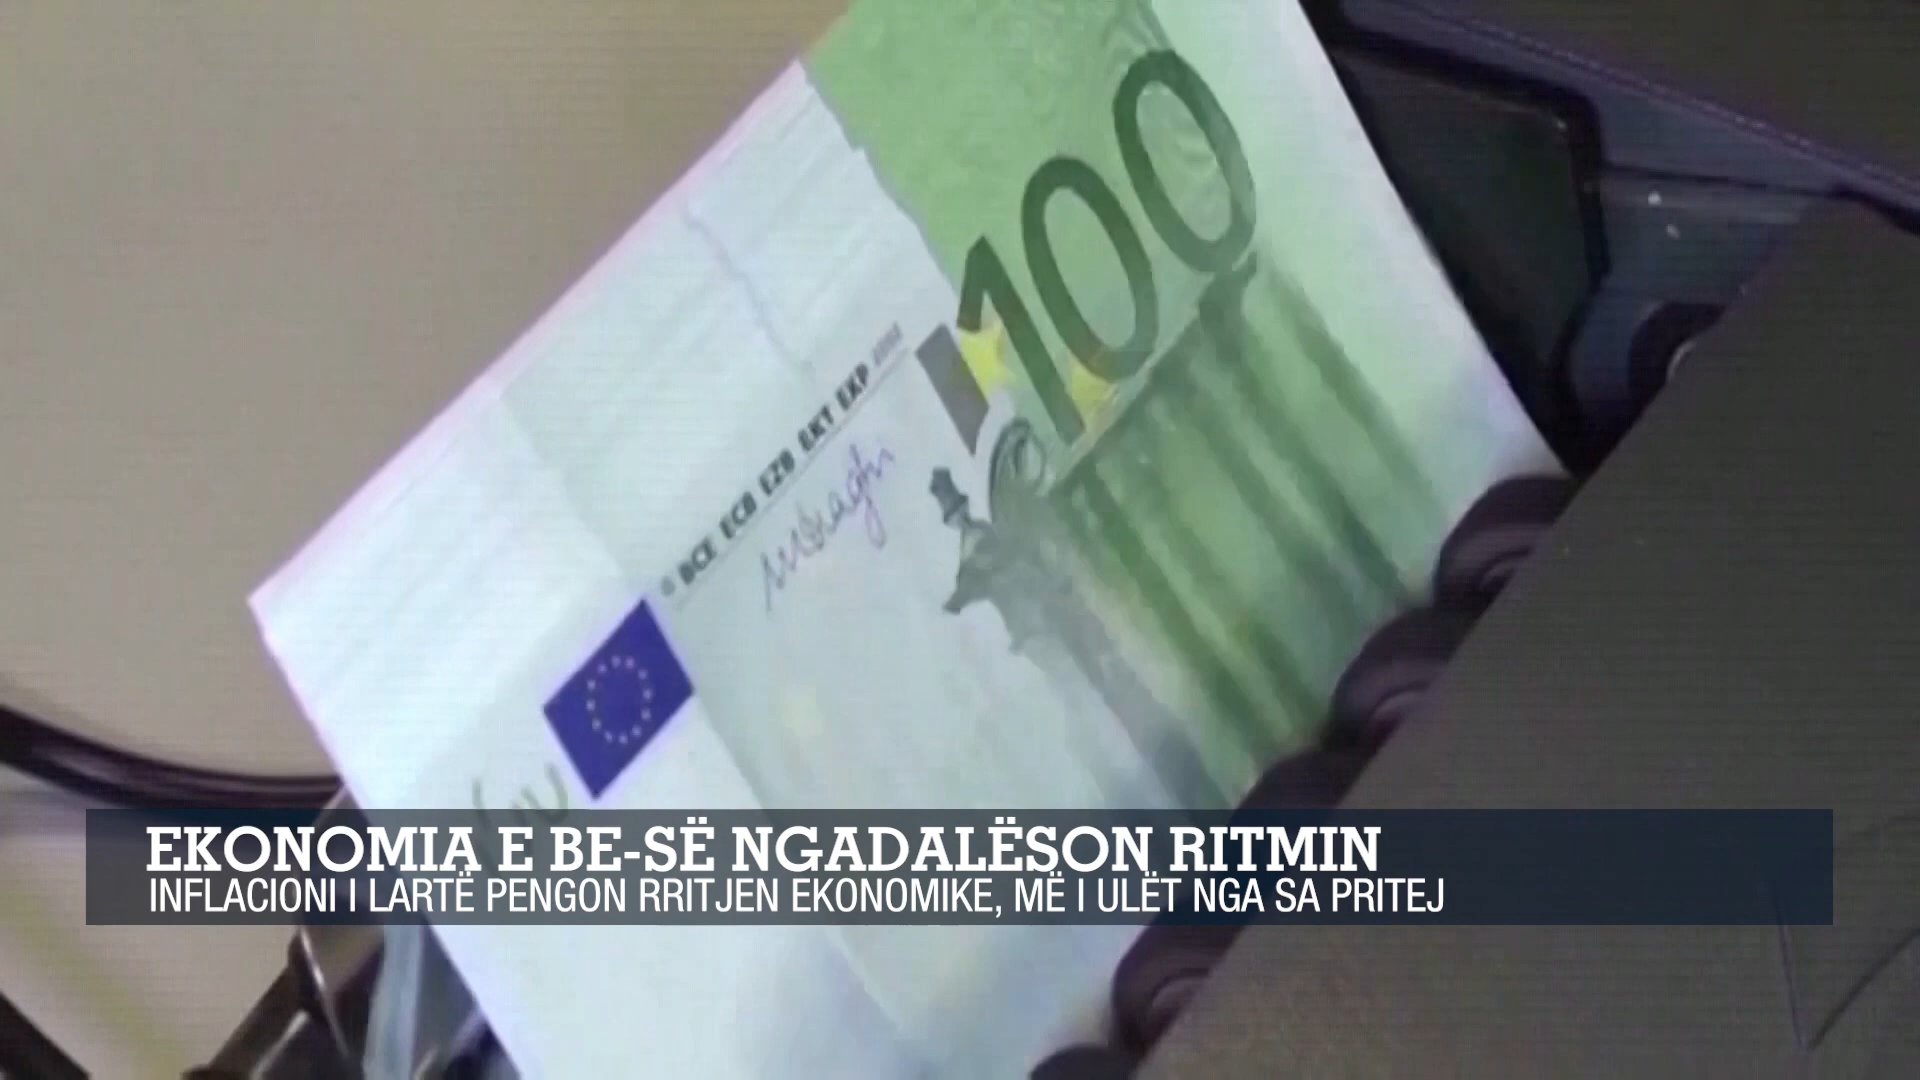 100
© BCE ECB EZB EKT EKP
EKONOMIA E BE-SË NGADALËSON RITMIN
INFLACIONI I LARTË PENGON RRITJEN EKONOMIKE, MË I ULËT NGA SA PRITEJ